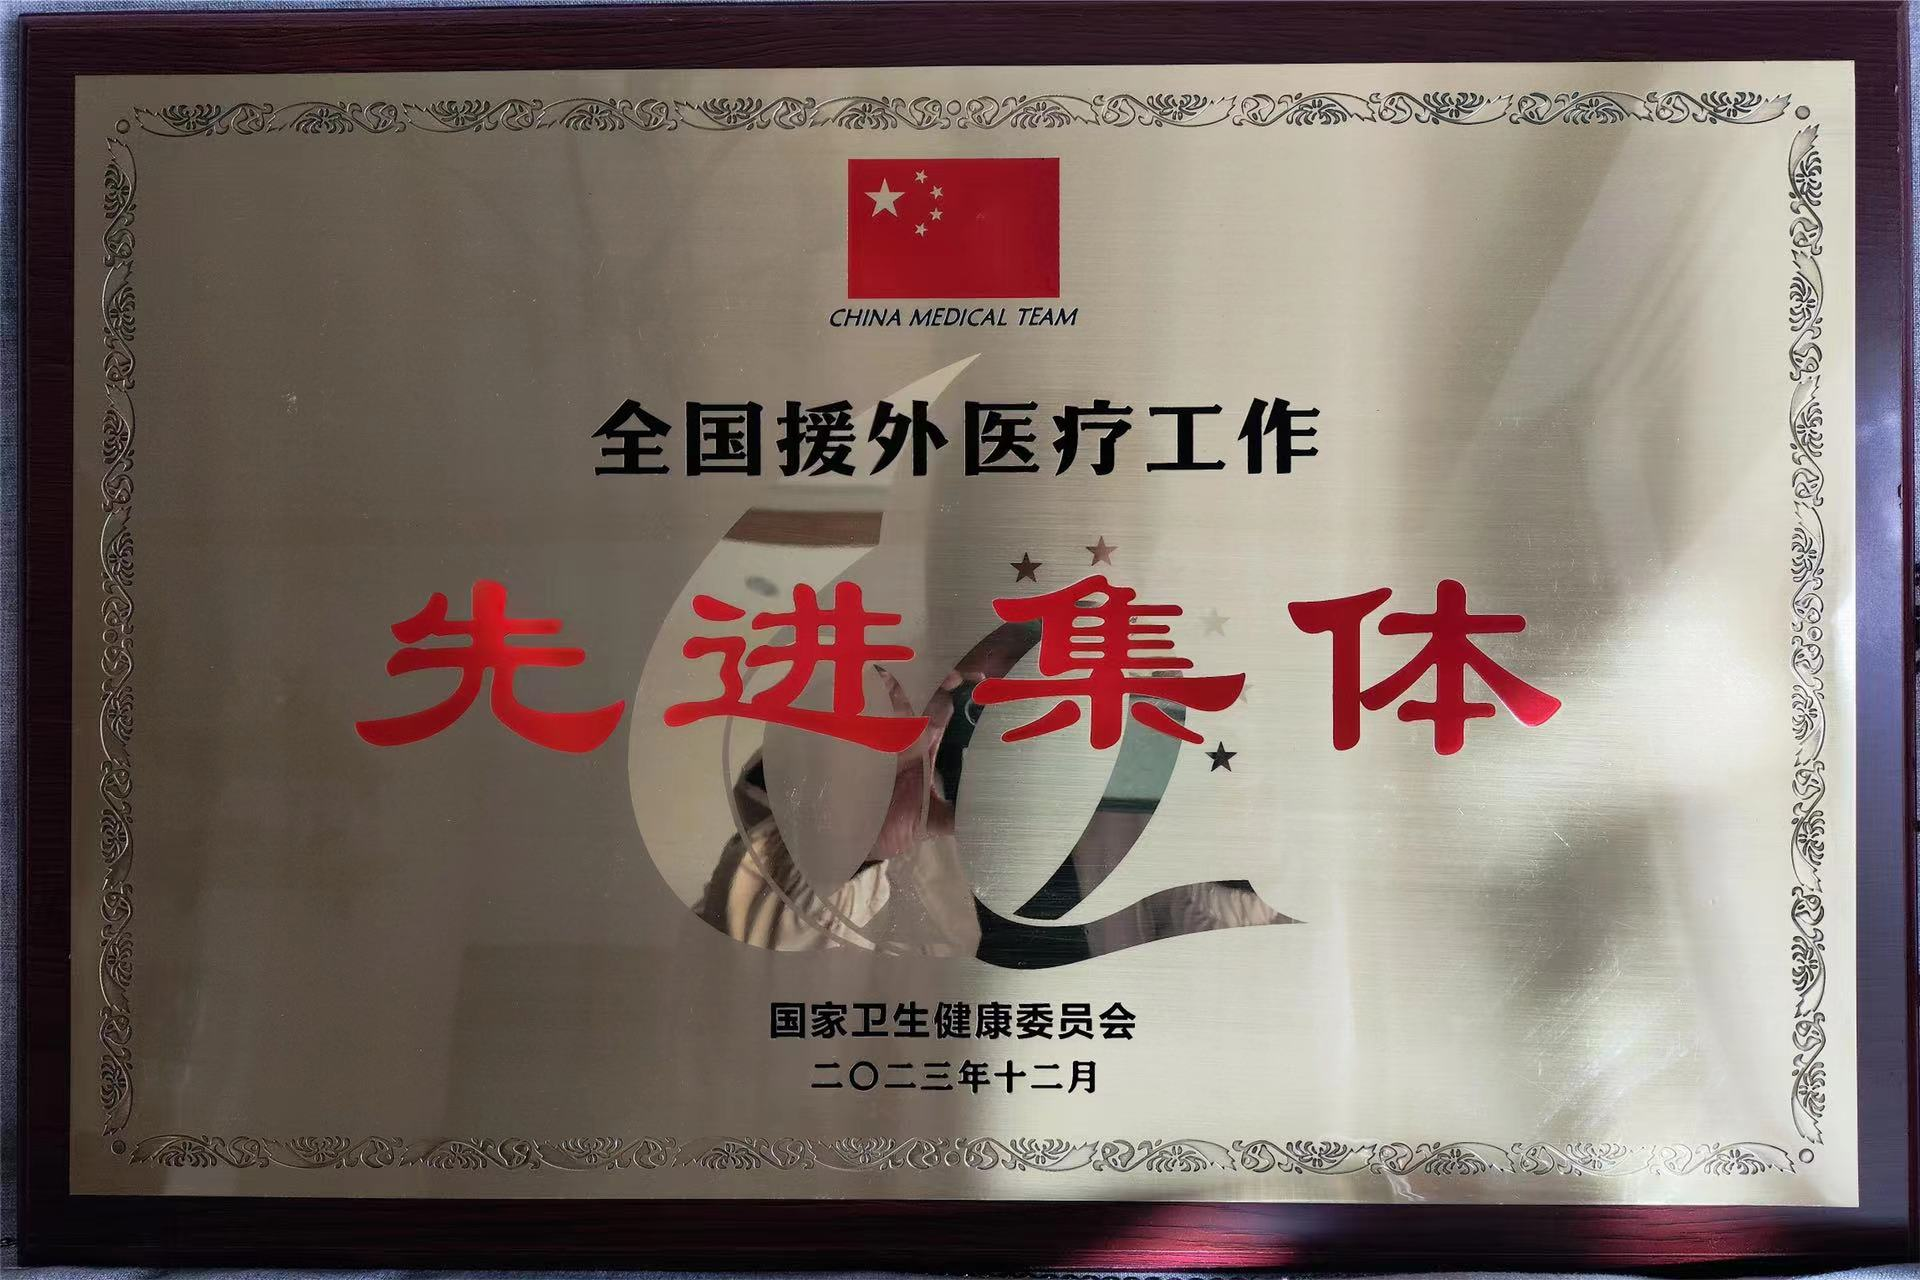 CHINA MEDICAL TEAM
全国援外医疗工作
先进集体
国家卫生健康委员会
二〇二三年十二月